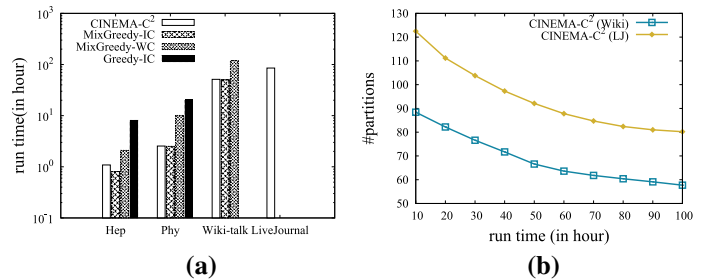 CINEMA-C²
MixGreedy-IC
MixGreedy-WC
Greedy-IC
run time(in hour)
10³
10²
10¹
10⁰
10⁻¹
Hep Phy Wiki-talk LiveJournal
(a)
CINEMA-C² (Wiki)
CINEMA-C² (LJ)
#partitions
130
120
110
100
90
80
70
60
50
10 20 30 40 50 60 70 80 90 100
run time (in hour)
(b)